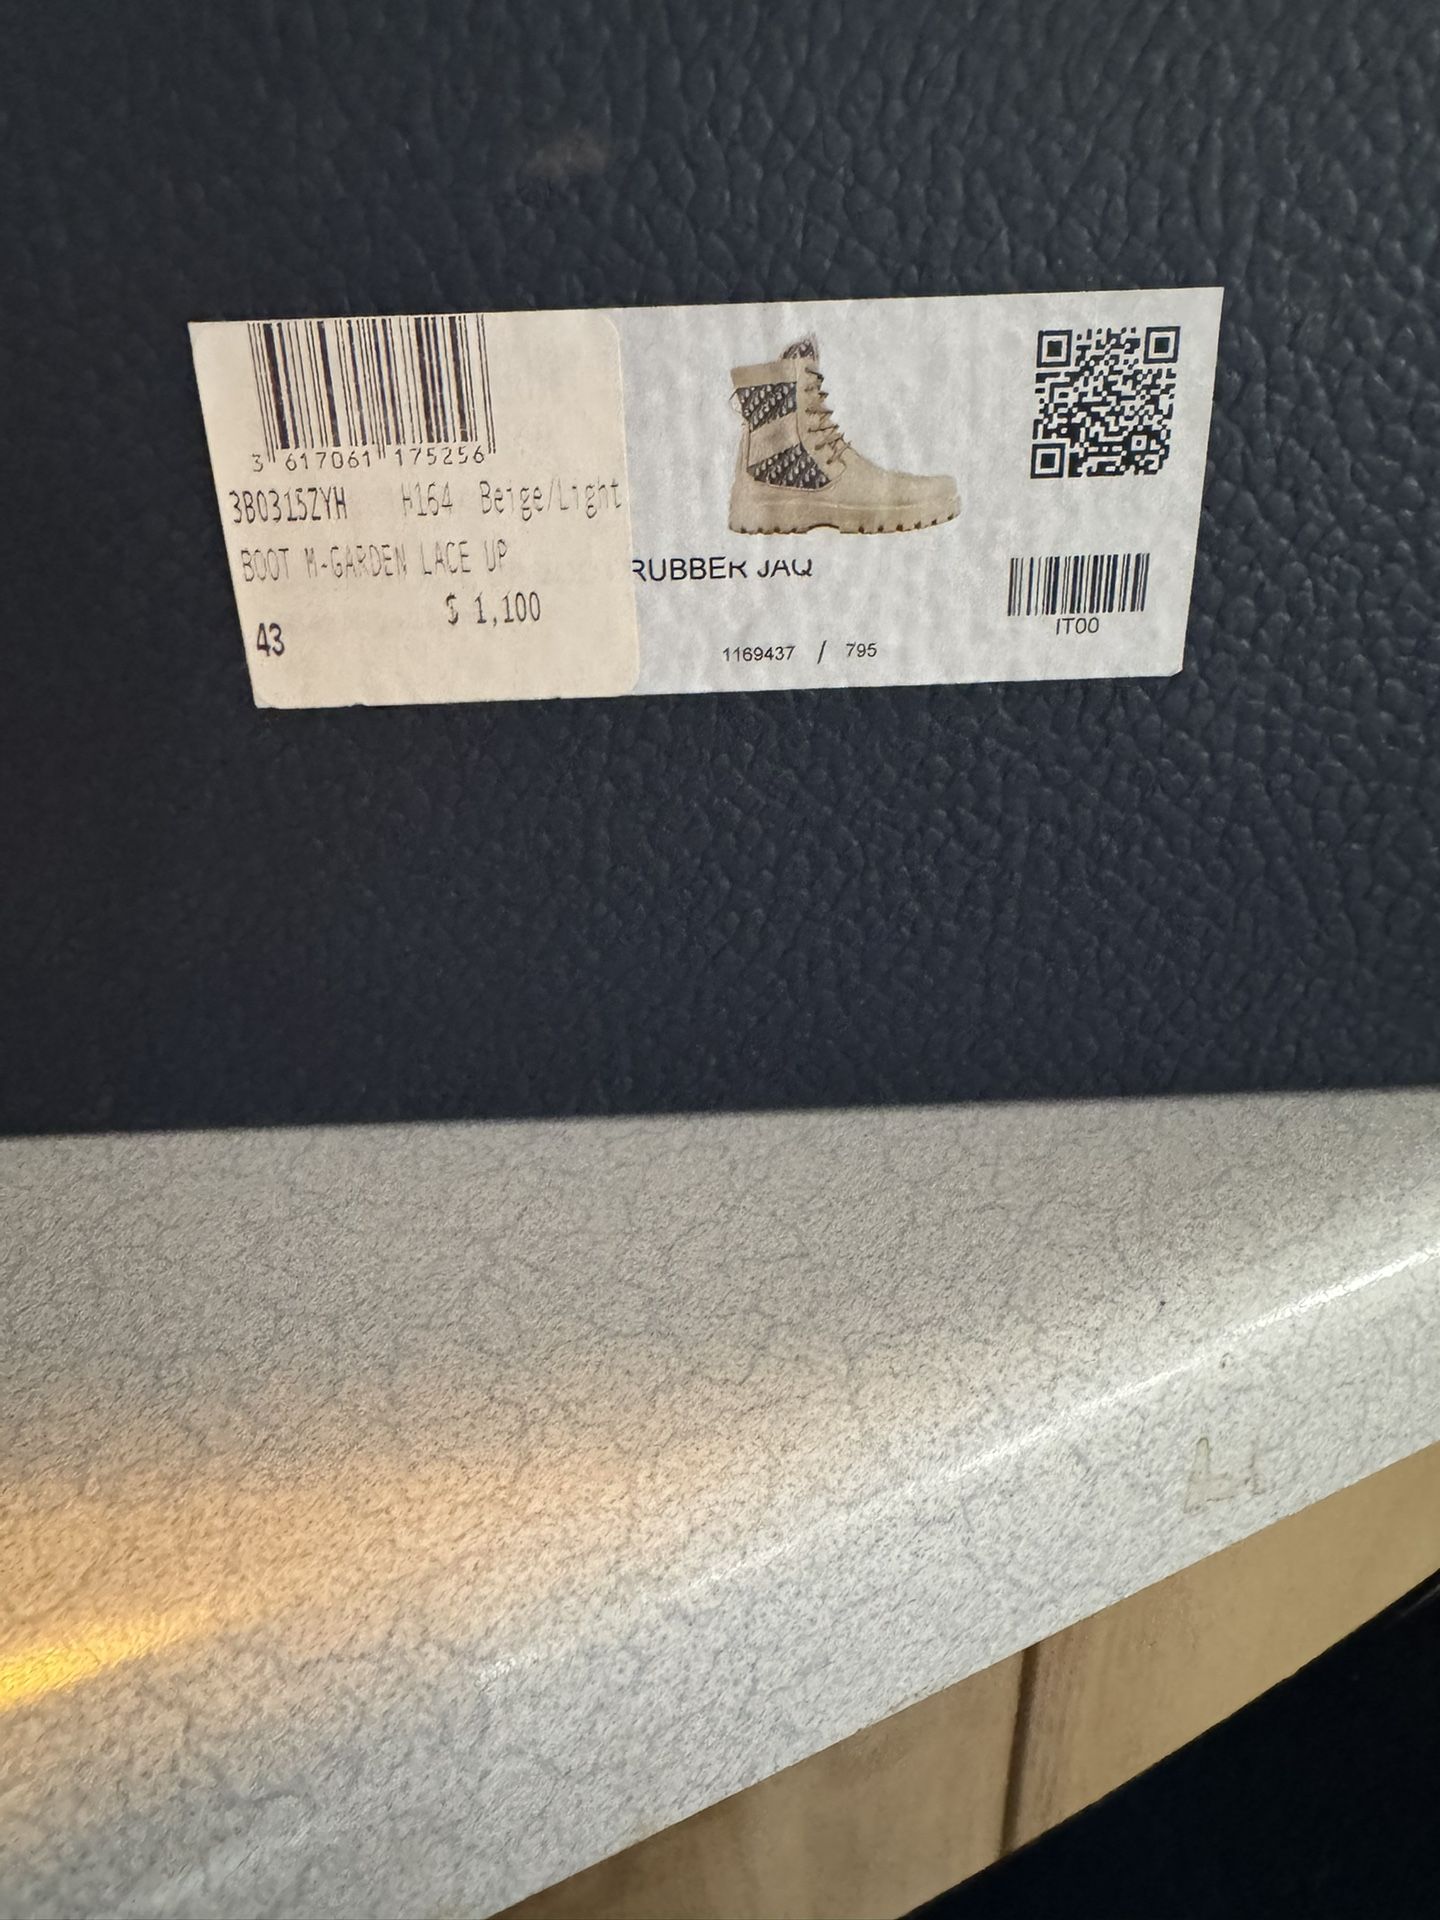 3 617061 175256
3BO315ZYH H164 Beige/Light
BOOT M-GARDEN LACE UP
$ 1,100
43
RUBBER JAQ
1169437 / 795
IT00